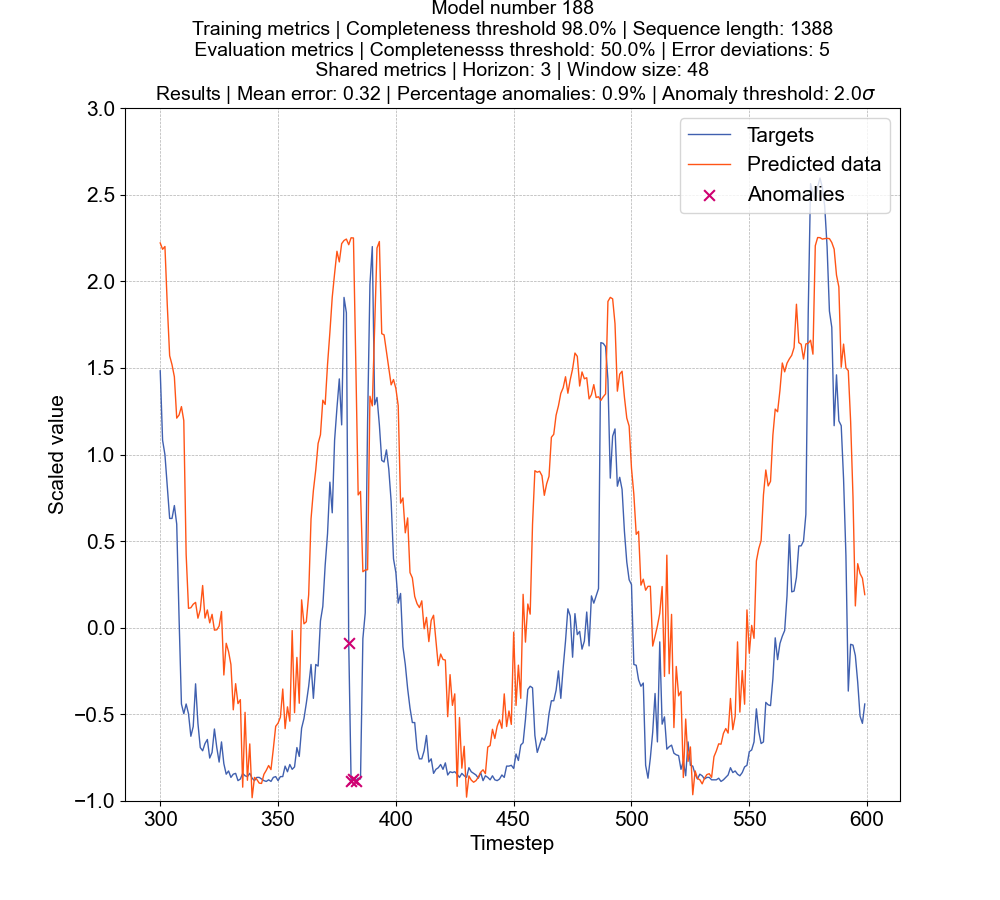 Model number 188
Training metrics | Completeness threshold 98.0% | Sequence length: 1388
Evaluation metrics | Completenesss threshold: 50.0% | Error deviations: 5
Shared metrics | Horizon: 3 | Window size: 48
Results | Mean error: 0.32 | Percentage anomalies: 0.9% | Anomaly threshold: 2.0σ
3.0
2.5
2.0
1.5
1.0
0.5
0.0
−0.5
−1.0
Scaled value
Targets
Predicted data
Anomalies
300
350
400
450
500
550
600
Timestep